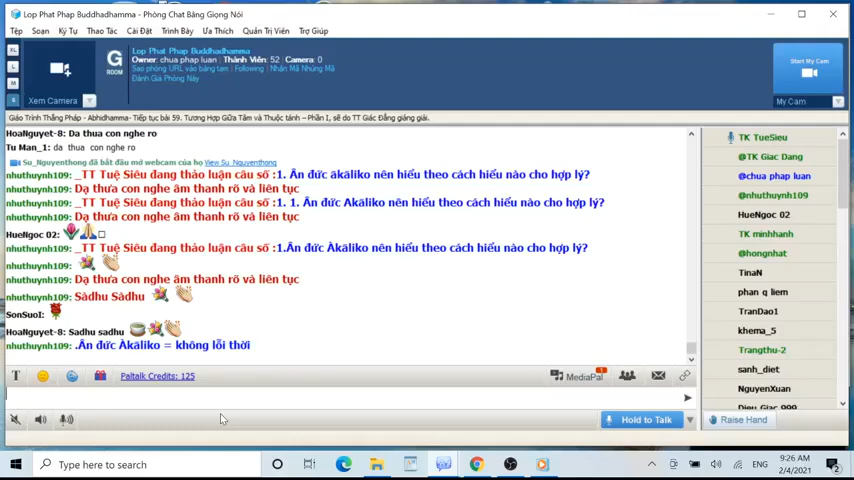 Lop Phat Phap Buddhadhamma - Phòng Chat Bằng Giọng Nói
Tệp Soạn Ký Tự Thao Tác Cài Đặt Trình Bày Ưa Thích Quản Trị Viên Trợ Giúp
XL
L
M
S
Xem Camera
G
ROOM
Lop Phat Phap Buddhadhamma
Owner: chua phap luan | Thành Viên: 52 | Camera: 0
Sao phỏng URL vào bảng tạm | Following | Nhấn Mã Nhúng Mã
Đánh Giá Phòng Này
Start My Cam
My Cam
Giáo Trình Thắng Pháp - Abhidhamma- Tiếp tục bài 59. Tương Hợp Giữa Tâm và Thuộc tánh – Phần I, sẽ do TT Giác Đẳng giảng giải.
HoaNguyet-8: Da thua con nghe ro
Tu Man_1: da thua con nghe ro
Su_Nguyenthong đã bắt đầu mở webcam của họ View Su_Nguyenthong
nhuthuynh109: _TT Tuệ Siêu đang thảo luận câu số :1. Ân đức ākāliko nên hiểu theo cách hiểu nào cho hợp lý?
nhuthuynh109: Dạ thưa con nghe âm thanh rõ và liên tục
nhuthuynh109: _TT Tuệ Siêu đang thảo luận câu số :1. 1. Ân đức Akāliko nên hiểu theo cách hiểu nào cho hợp lý?
nhuthuynh109: Dạ thưa con nghe âm thanh rõ và liên tục
HueNgoc 02:
nhuthuynh109: _TT Tuệ Siêu đang thảo luận câu số :1.Ân đức Àkāliko nên hiểu theo cách hiểu nào cho hợp lý?
nhuthuynh109:
nhuthuynh109: Dạ thưa con nghe âm thanh rõ và liên tục
nhuthuynh109: Sàdhu Sàdhu
SonSuoI:
HoaNguyet-8: Sadhu sadhu
nhuthuynh109: .Ân đức Àkāliko = không lỗi thời
TK TueSieu
@TK Giac Dang
@chua phap luan
@nhuthuynh109
HueNgoc 02
TK minhhanh
@hongnhat
TinaN
phan q liem
TranDao1
khema_5
Trangthu-2
sanh_diet
NguyenXuan
Dieu Giac 999
T Paltalk Credits: 125 MediaPal 1
Hold to Talk
Raise Hand
Type here to search
ENG
9:26 AM
2/4/2021
2